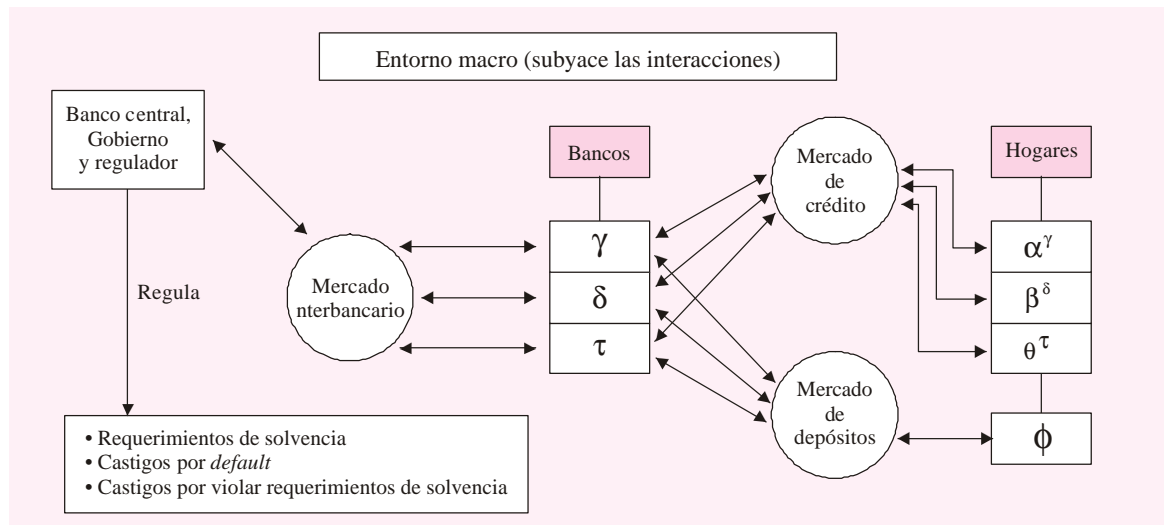 Entorno macro (subyace las interacciones)
Banco central,
Gobierno
y regulador
Regula
• Requerimientos de solvencia
• Castigos por default
• Castigos por violar requerimientos de solvencia
Mercado
nterbancario
Bancos
γ
δ
τ
Mercado
de
crédito
Mercado
de
depósitos
Hogares
α^γ
β^δ
θ^τ
ϕ